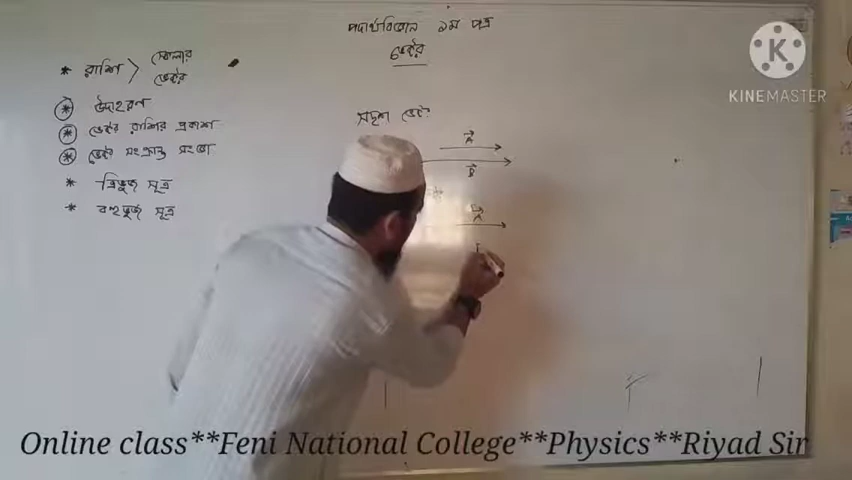 পদার্থবিজ্ঞান ১ম পত্র
ভেক্টর
* রাশি > স্কেলার
ভেক্টর
* উদাহরণ
* ভেক্টর রাশির প্রকাশ
* ভেক্টর সংক্রান্ত সংজ্ঞা
* ত্রিভুজ সূত্র
* বহুভুজ সূত্র
সদৃশ ভেক্টর
A
B
A
KINEMASTER
Online class**Feni National College**Physics**Riyad Sir